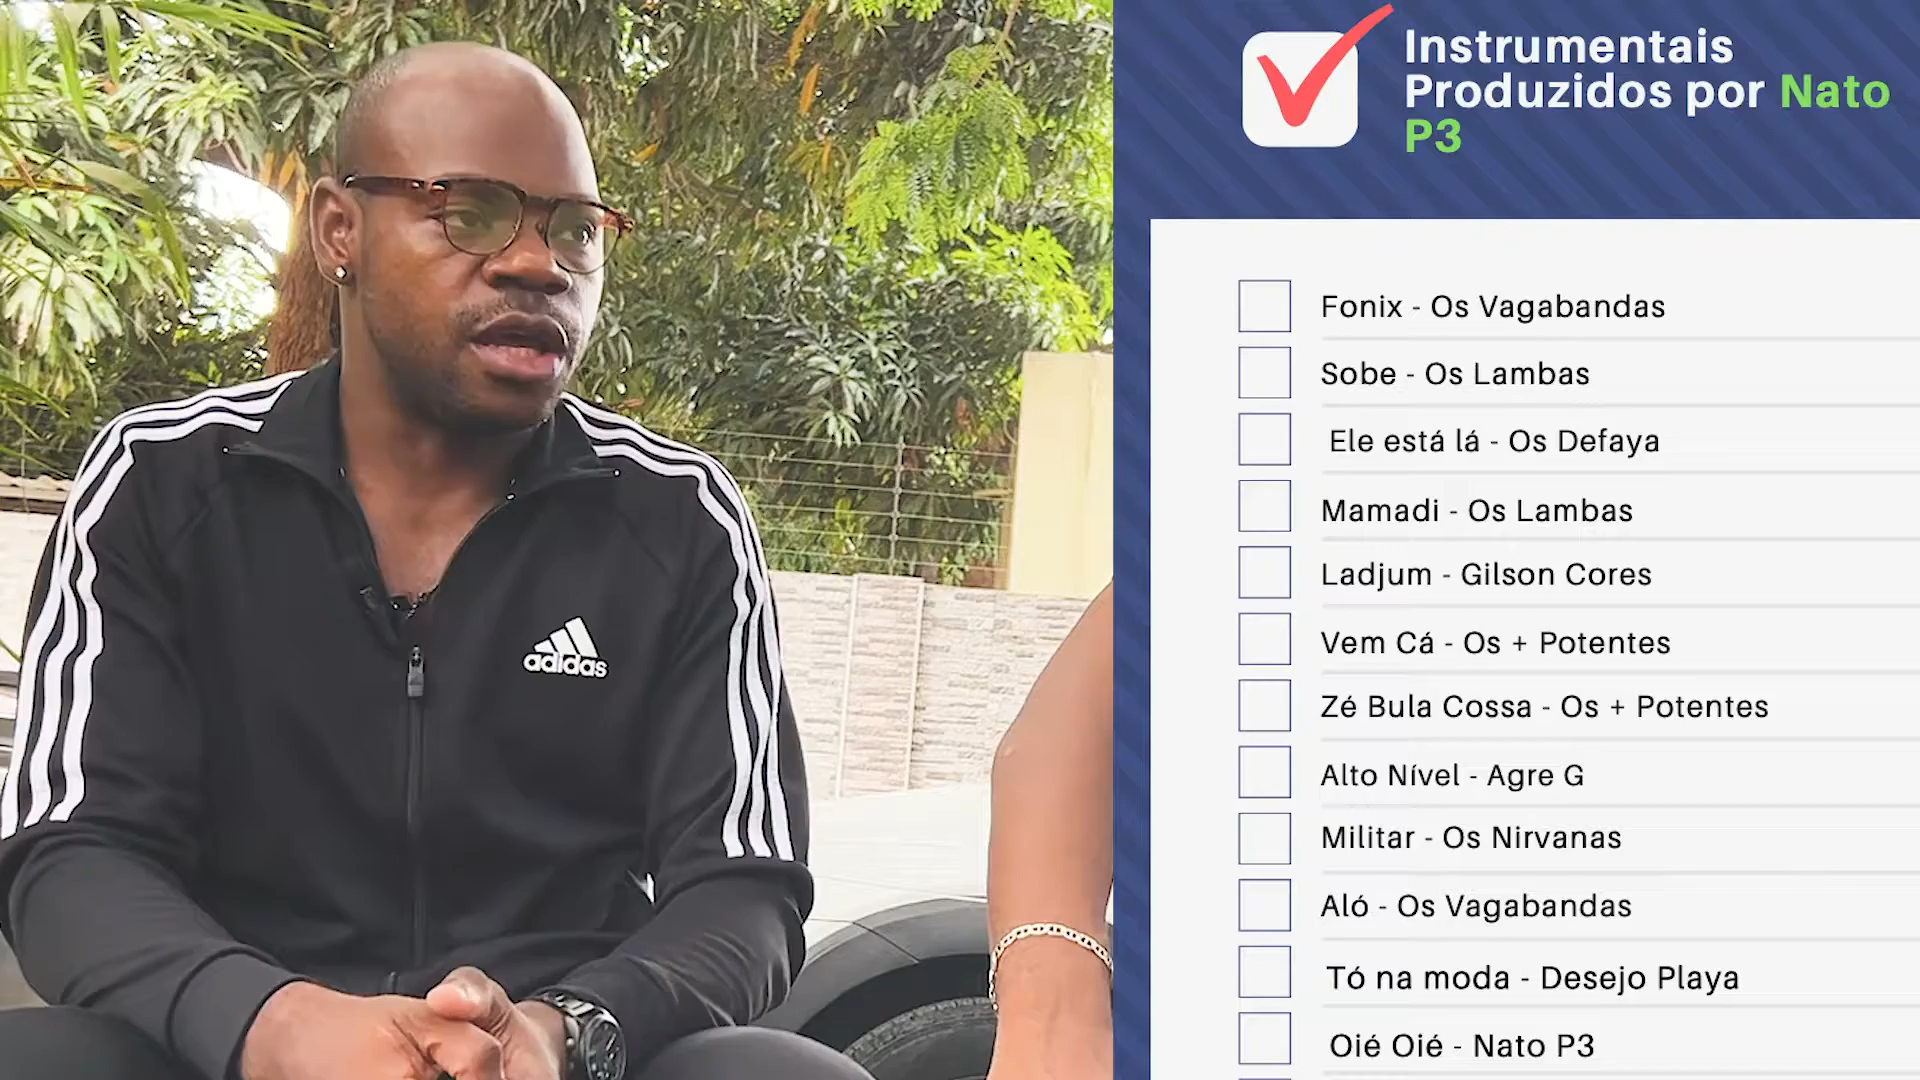 adidas
Instrumentais
Produzidos por Nato
P3
Fonix - Os Vagabandas
Sobe - Os Lambas
Ele está lá - Os Defaya
Mamadi - Os Lambas
Ladjum - Gilson Cores
Vem Cá - Os + Potentes
Zé Bula Cossa - Os + Potentes
Alto Nível - Agre G
Militar - Os Nirvanas
Aló - Os Vagabandas
Tó na moda - Desejo Playa
Oié Oié - Nato P3